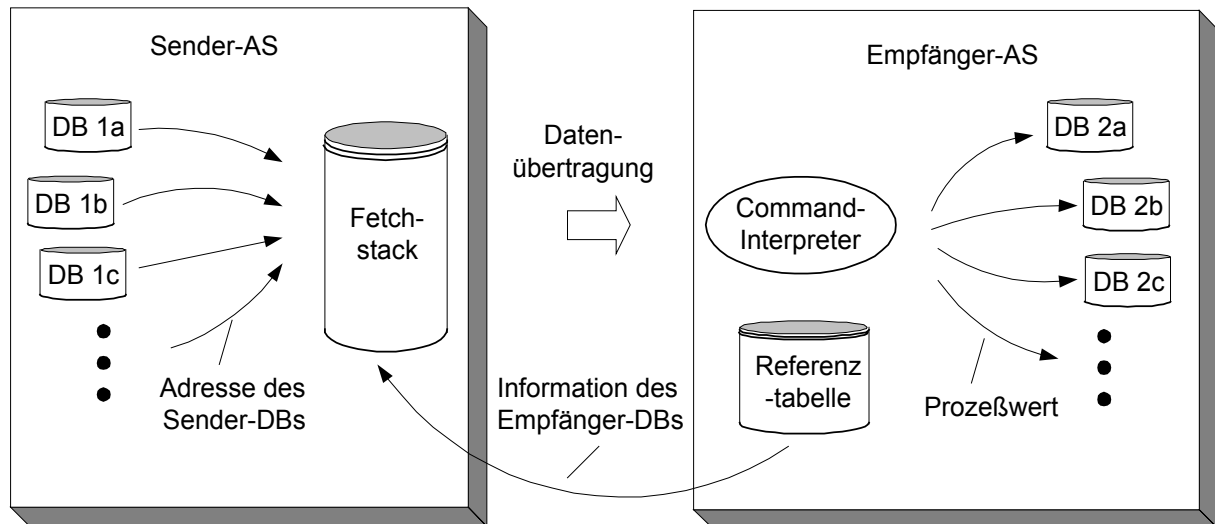 Sender-AS
DB 1a
DB 1b
DB 1c
Fetch-
stack
Adresse des
Sender-DBs
Daten-
übertragung
Information des
Empfänger-DBs
Empfänger-AS
Command-
Interpreter
Referenz
-tabelle
DB 2a
DB 2b
DB 2c
Prozeßwert